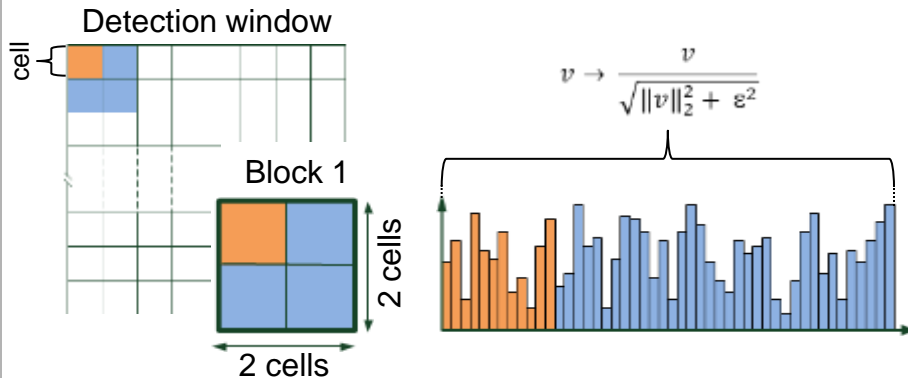 Detection window
cell
v → v / √‖v‖₂² + ε²
Block 1
2 cells
2 cells